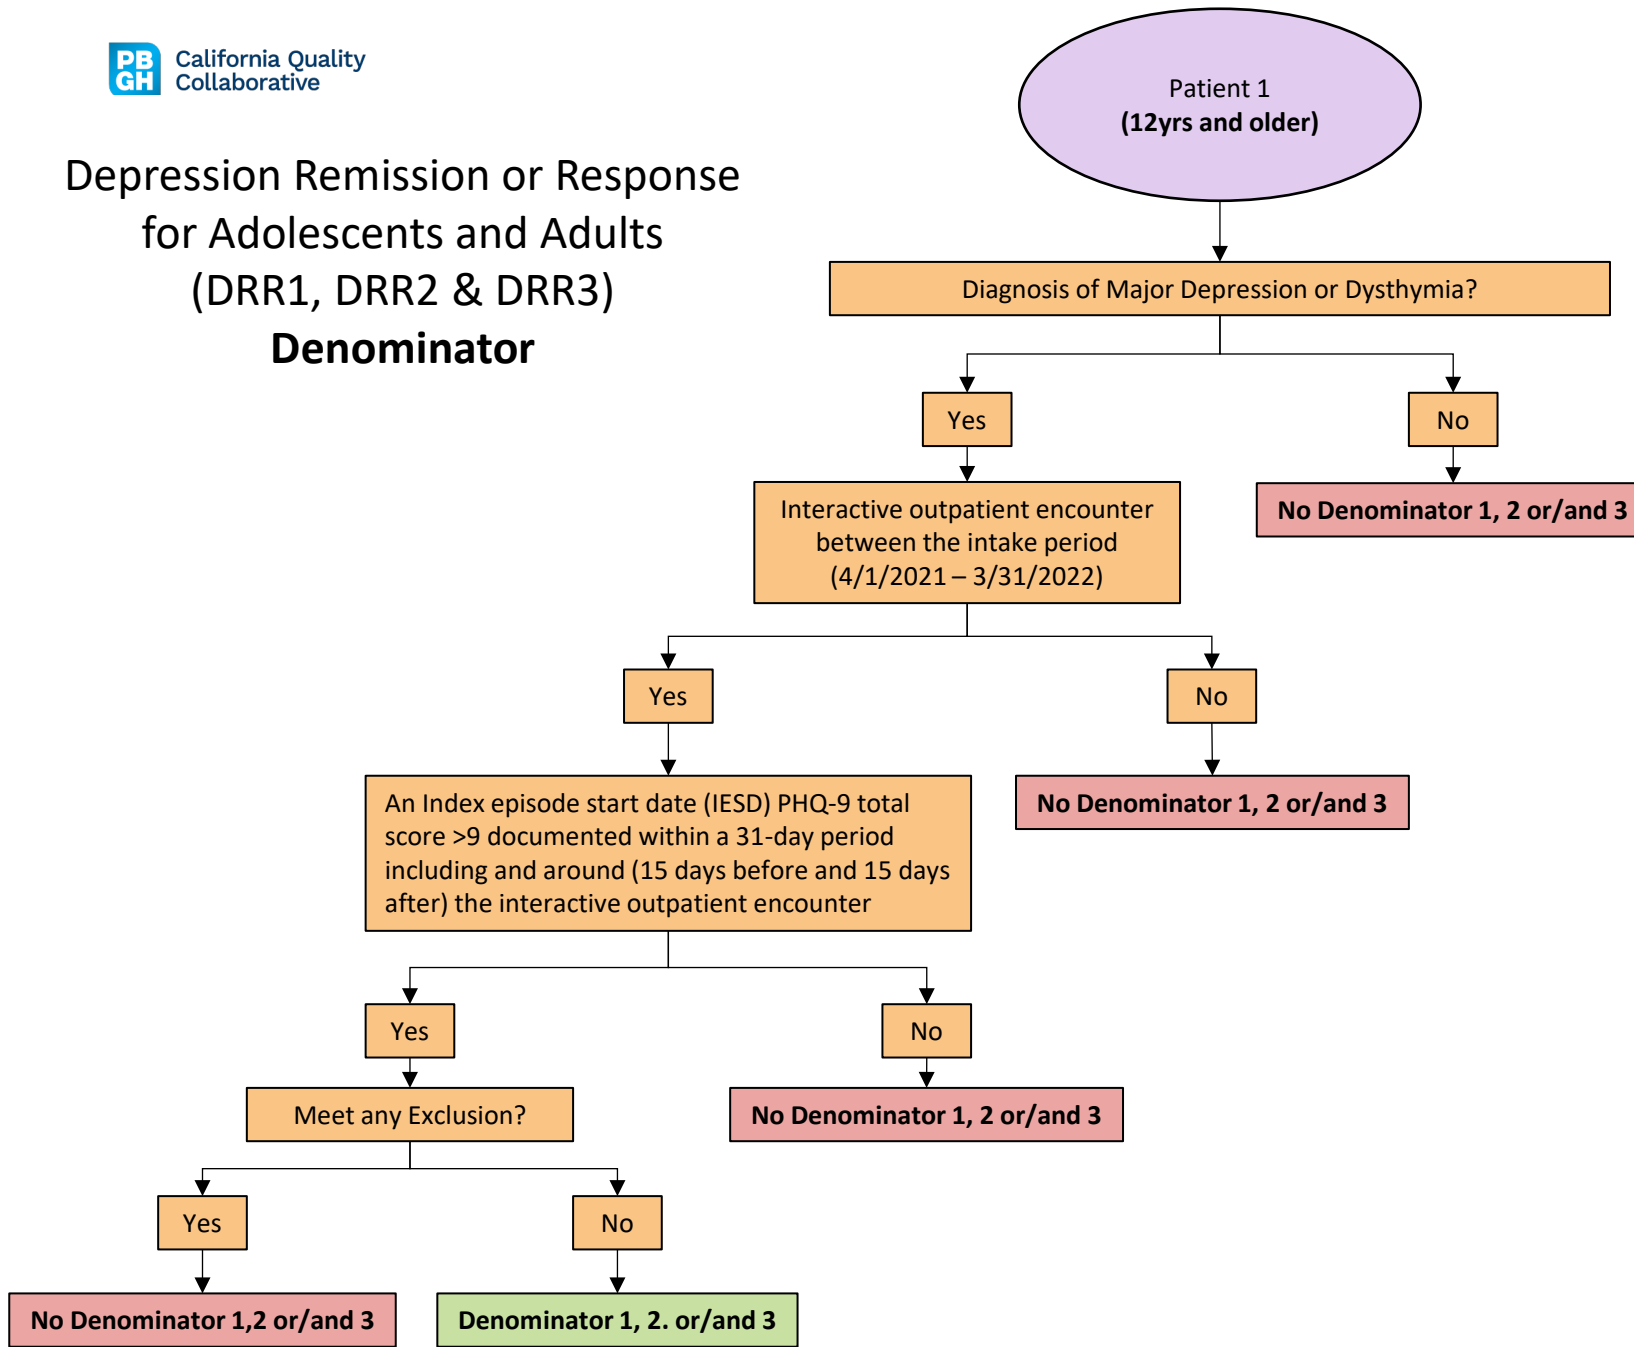 PB
GH
California Quality
Collaborative
Depression Remission or Response
for Adolescents and Adults
(DRR1, DRR2 & DRR3)
Denominator
Patient 1
(12yrs and older)
Diagnosis of Major Depression or Dysthymia?
Yes
No
Interactive outpatient encounter
between the intake period
(4/1/2021 – 3/31/2022)
No Denominator 1, 2 or/and 3
Yes
No
An Index episode start date (IESD) PHQ-9 total
score >9 documented within a 31-day period
including and around (15 days before and 15 days
after) the interactive outpatient encounter
No Denominator 1, 2 or/and 3
Yes
No
Meet any Exclusion?
No Denominator 1, 2 or/and 3
Yes
No
No Denominator 1,2 or/and 3
Denominator 1, 2. or/and 3